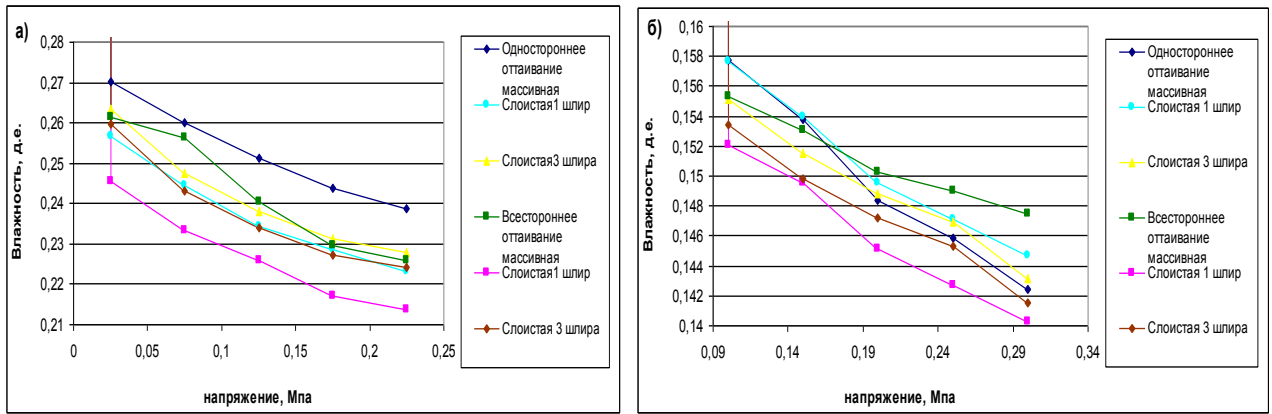 а)
0,28
0,27
0,26
0,25
0,24
0,23
0,22
0,21
0
0,05
0,1
0,15
0,2
0,25
Влажность, д.е.
напряжение, Мпа
Одностороннее
оттаивание
массивная
Слоистая1 шлир
Слоистая3 шлира
Всестороннее
оттаивание
массивная
Слоистая1 шлир
Слоистая 3 шлира
б)
0,16
0,158
0,156
0,154
0,152
0,15
0,148
0,146
0,144
0,142
0,14
0,09
0,14
0,19
0,24
0,29
0,34
Влажность, д.е.
напряжение, Мпа
Одностороннее
оттаивание
массивная
Слоистая 1 шлир
Слоистая 3 шлира
Всестороннее
оттаивание
массивная
Слоистая 1 шлир
Слоистая 3 шлира